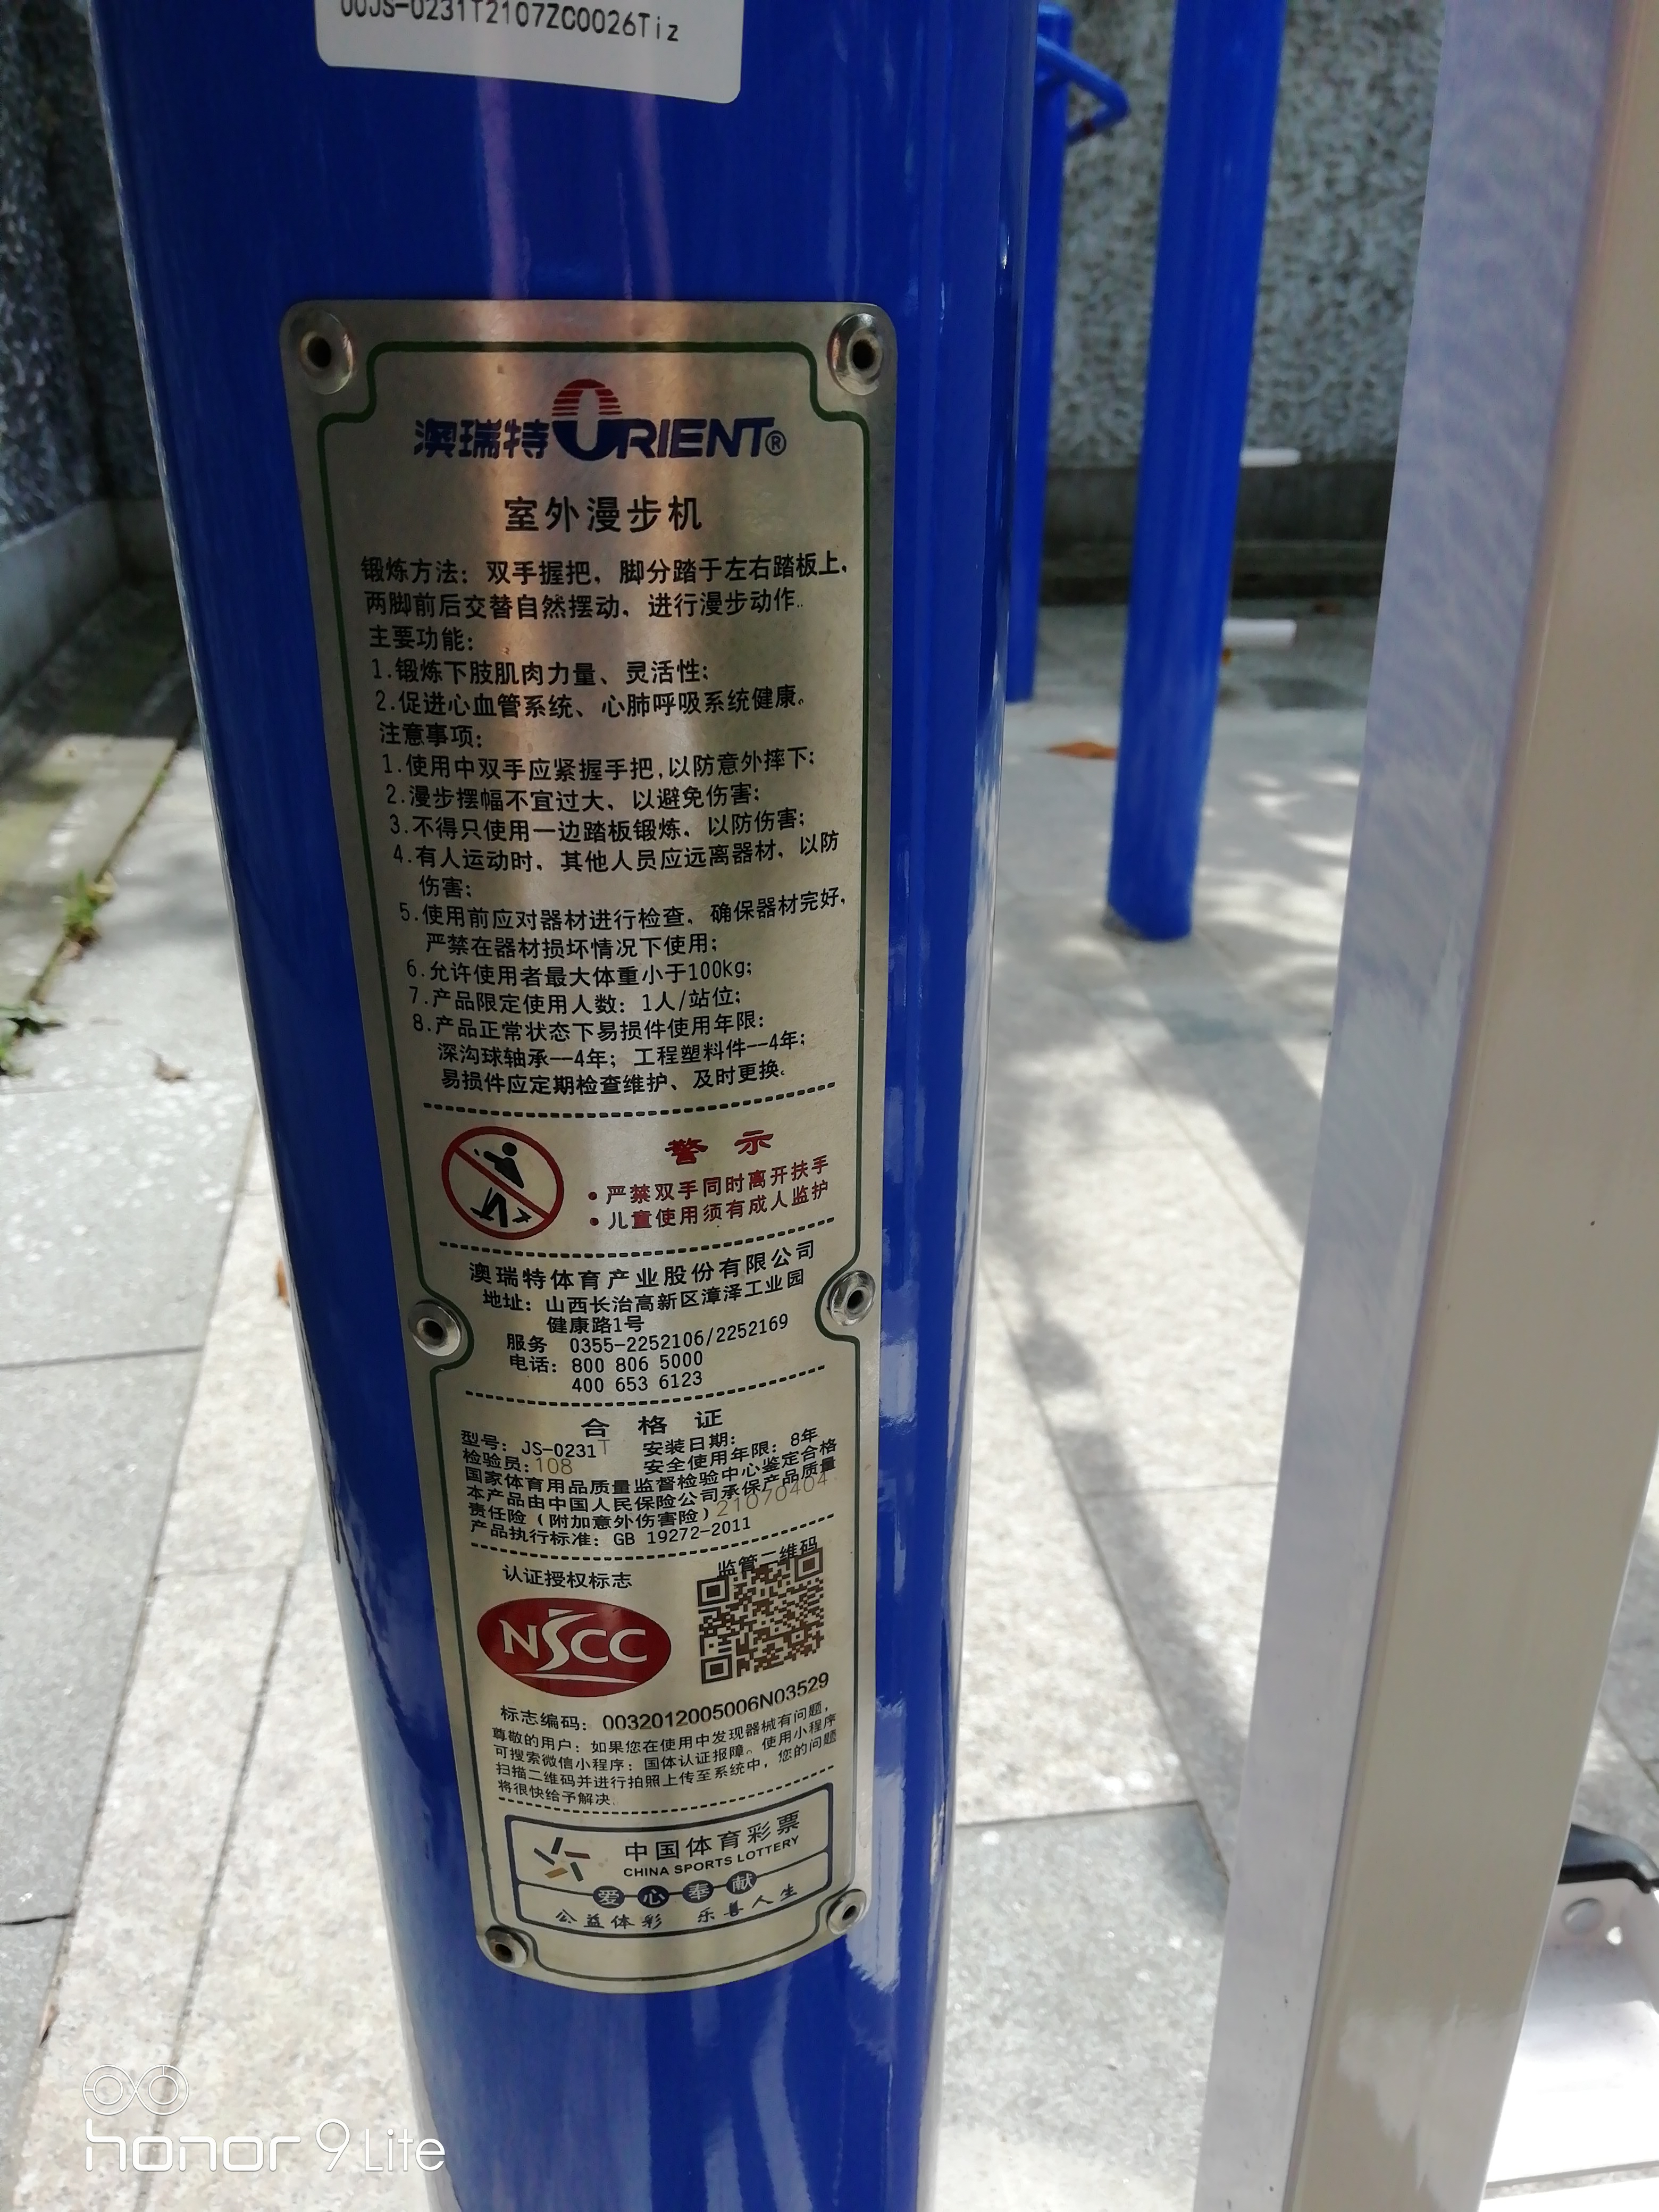 00JS-0231T2107ZC0026Tiz
澳瑞特 ORIENT®
室外漫步机
锻炼方法：双手握把，脚分踏于左右踏板上，
两脚前后交替自然摆动，进行漫步动作。
主要功能：
1.锻炼下肢肌肉力量、灵活性；
2.促进心血管系统、心肺呼吸系统健康。
注意事项：
1.使用中双手应紧握手把,以防意外摔下；
2.漫步摆幅不宜过大，以避免伤害；
3.不得只使用一边踏板锻炼，以防伤害；
4.有人运动时，其他人员应远离器材，以防
伤害；
5.使用前应对器材进行检查，确保器材完好，
严禁在器材损坏情况下使用；
6.允许使用者最大体重小于100kg；
7.产品限定使用人数：1人/站位；
8.产品正常状态下易损件使用年限：
深沟球轴承--4年；工程塑料件--4年；
易损件应定期检查维护、及时更换。
警 示
•严禁双手同时离开扶手
•儿童使用须有成人监护
澳瑞特体育产业股份有限公司
地址：山西长治高新区漳泽工业园
健康路1号
服务 0355-2252106/2252169
电话：800 806 5000
400 653 6123
合 格 证
型号：JS-0231T 安装日期：
检验员：108 安全使用年限：8年
国家体育用品质量监督检验中心鉴定合格
本产品由中国人民保险公司承保产品质量
责任险（附加意外伤害险）21070404
产品执行标准：GB 19272-2011
认证授权标志 监管二维码
NSCC
标志编码：0032012005006N03529
尊敬的用户：如果您在使用中发现器械有问题，
可搜索微信小程序：国体认证报障。使用小程序
扫描二维码并进行拍照上传至系统中，您的问题
将很快给予解决。
中国体育彩票
CHINA SPORTS LOTTERY
爱心奉献
公益体彩 乐善人生
honor 9 Lite